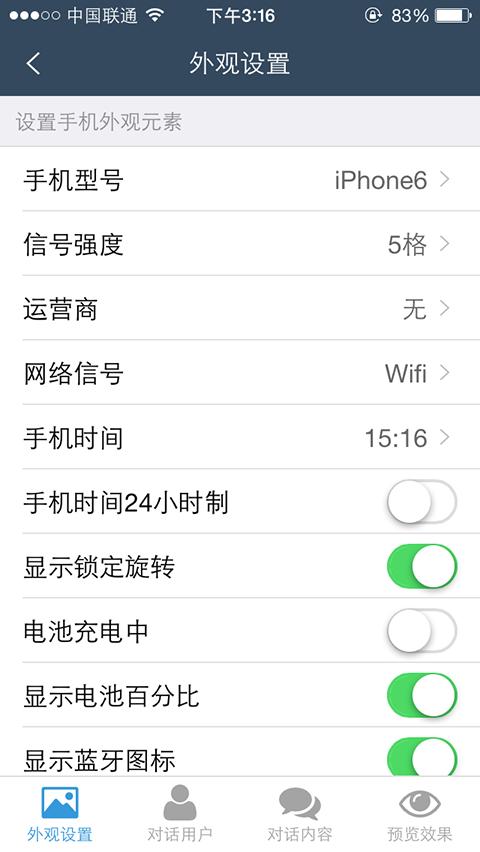 中国联通 下午3:16 83%
外观设置
设置手机外观元素
手机型号 iPhone6
信号强度 5格
运营商 无
网络信号 Wifi
手机时间 15:16
手机时间24小时制
显示锁定旋转
电池充电中
显示电池百分比
显示蓝牙图标
外观设置 对话用户 对话内容 预览效果